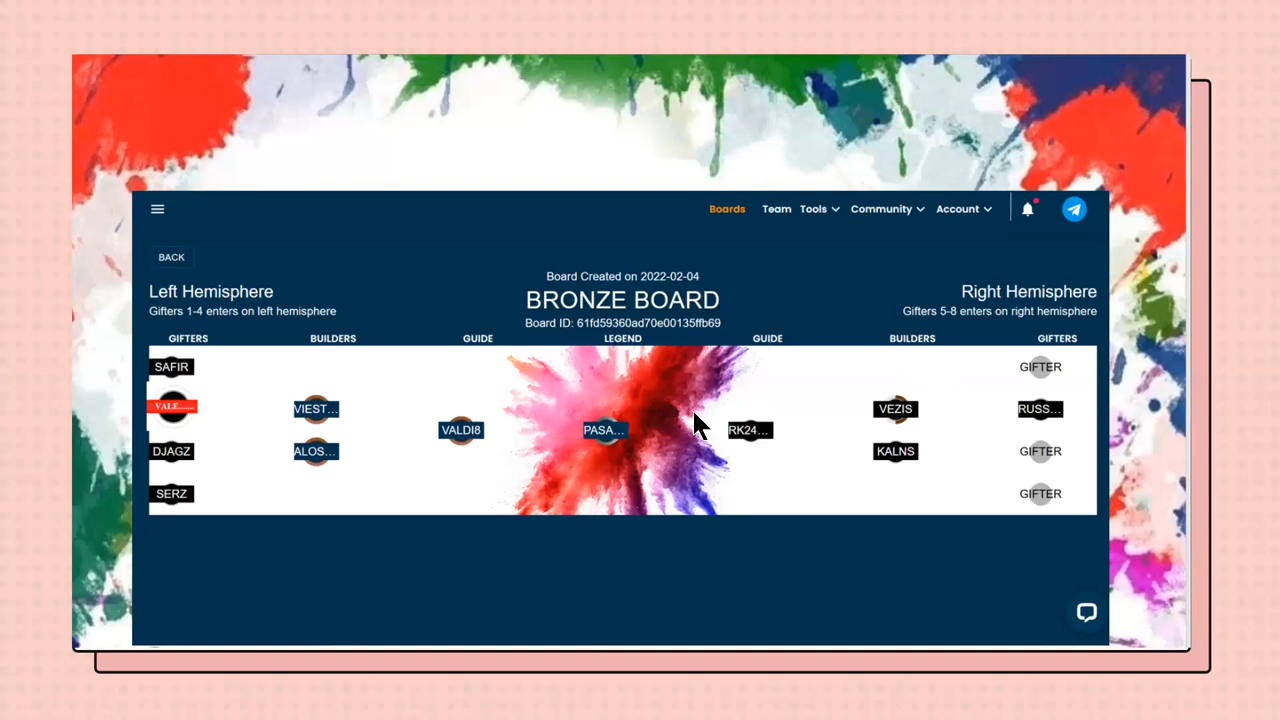 Boards Team Tools Community Account
BACK
Board Created on 2022-02-04
Left Hemisphere BRONZE BOARD Right Hemisphere
Gifters 1-4 enters on left hemisphere Gifters 5-8 enters on right hemisphere
Board ID: 61fd59360ad70e00135ffb69
GIFTERS BUILDERS GUIDE LEGEND GUIDE BUILDERS GIFTERS
SAFIR GIFTER
VALE....... VIEST... VEZIS RUSS...
VALDI8 PASA... RK24...
DJAGZ ALOS... KALNS GIFTER
SERZ GIFTER